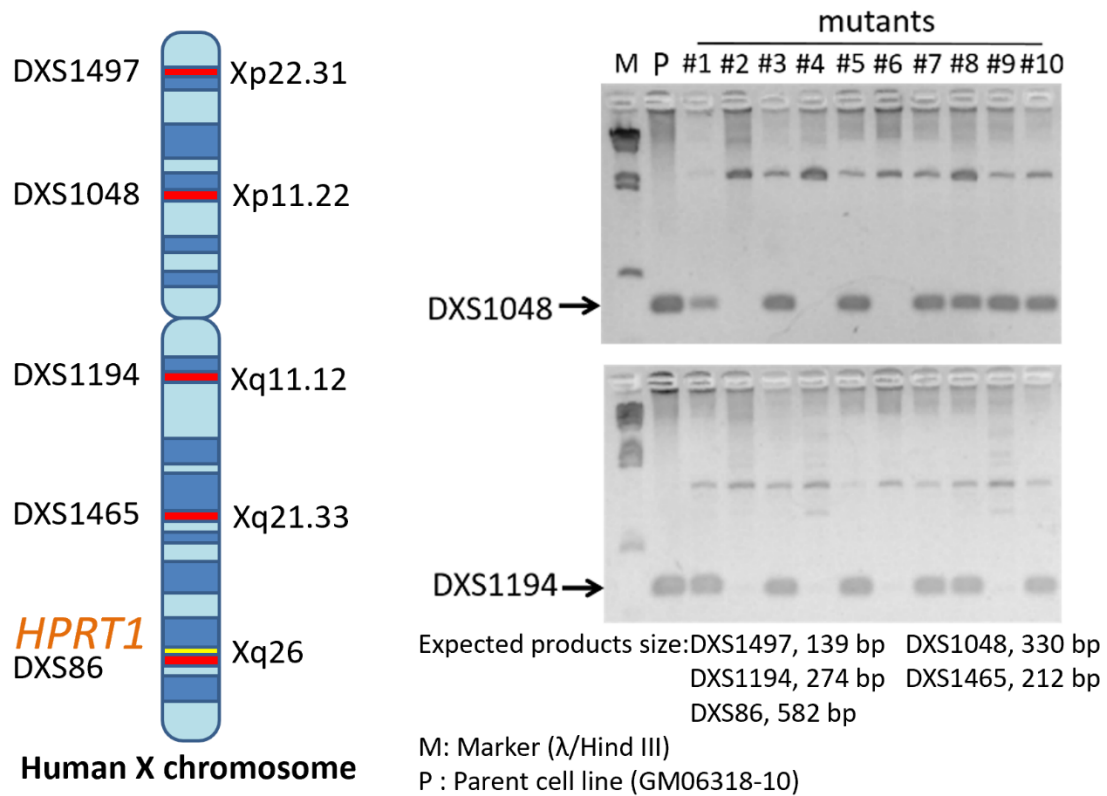 DXS1497
Xp22.31
DXS1048
Xp11.22
DXS1194
Xq11.12
DXS1465
Xq21.33
HPRT1
DXS86
Xq26
Human X chromosome
mutants
M P #1 #2 #3 #4 #5 #6 #7 #8 #9 #10
DXS1048
DXS1194
Expected products size:DXS1497, 139 bp DXS1048, 330 bp
DXS1194, 274 bp DXS1465, 212 bp
DXS86, 582 bp
M: Marker (λ/Hind III)
P : Parent cell line (GM06318-10)